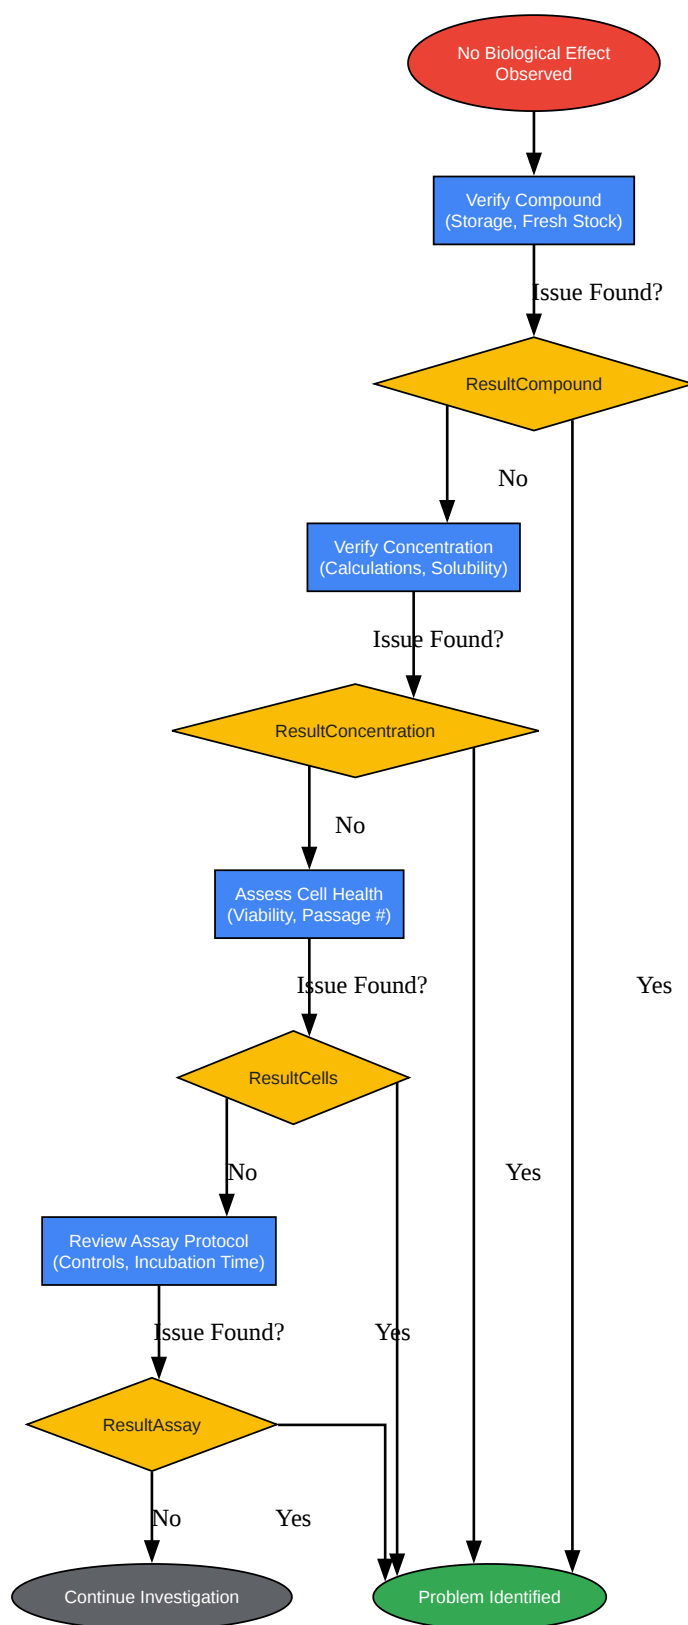 No Biological Effect
Observed
Verify Compound
(Storage, Fresh Stock)
Issue Found?
ResultCompound
No
Verify Concentration
(Calculations, Solubility)
Issue Found?
ResultConcentration
No
Assess Cell Health
(Viability, Passage #)
Issue Found?
Yes
ResultCells
No
Yes
Review Assay Protocol
(Controls, Incubation Time)
Issue Found?
Yes
ResultAssay
No
Yes
Continue Investigation
Problem Identified